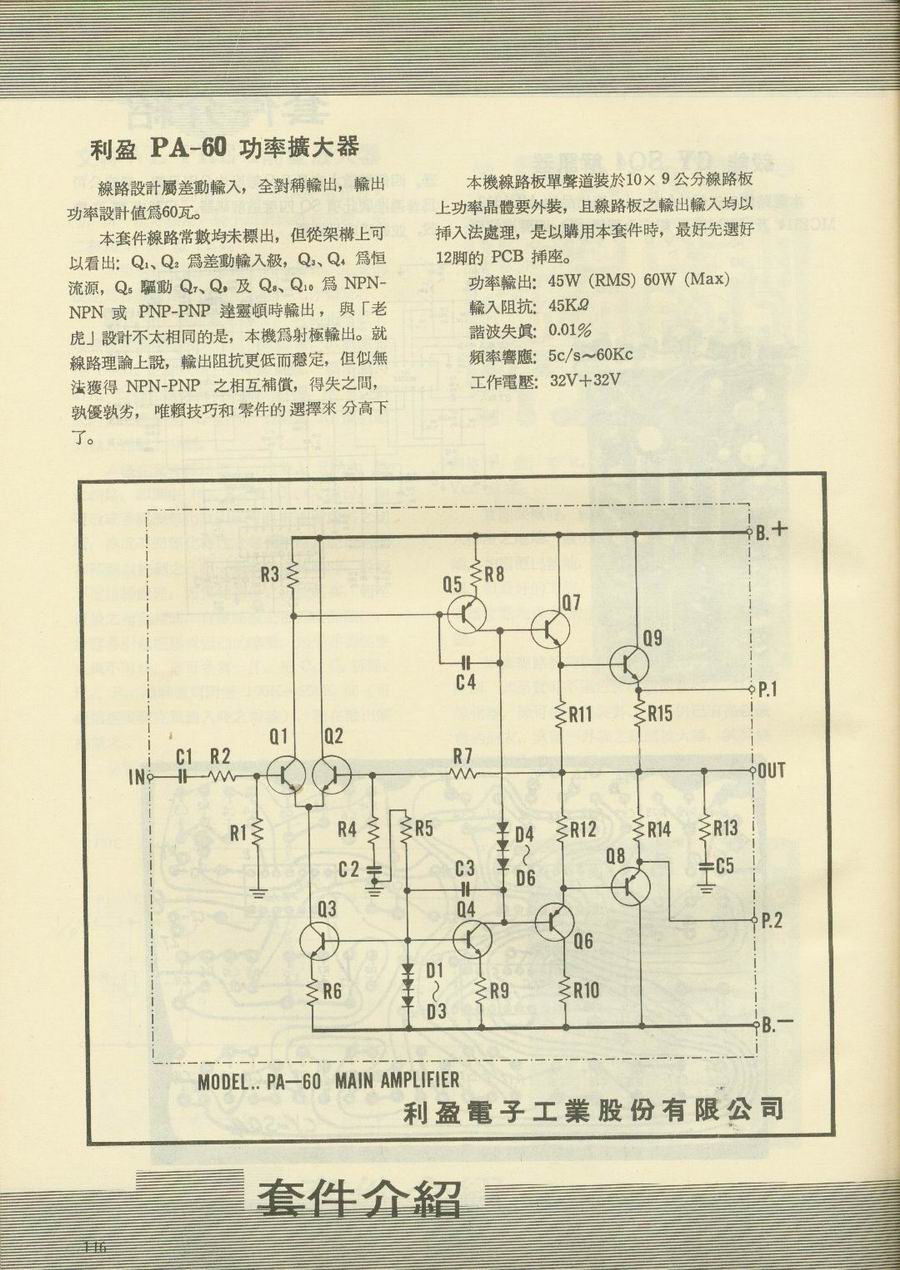 利盈 PA-60 功率擴大器
線路設計屬差動輸入，全對稱輸出，輸出
功率設計值爲60瓦。
本套件線路常數均未標出，但從架構上可
以看出：Q₁、Q₂ 爲差動輸入級，Q₃、Q₄ 爲恒
流源，Q₅ 驅動 Q₇、Q₉ 及 Q₈、Q₁₀ 爲 NPN-
NPN 或 PNP-PNP 達靈頓時輸出，與「老
虎」設計不太相同的是，本機爲射極輸出。就
線路理論上說，輸出阻抗更低而穩定，但似無
法獲得 NPN-PNP 之相互補償，得失之間，
孰優孰劣，唯賴技巧和零件的選擇來分高下
了。
本機線路板單聲道裝於10×9公分線路板
上功率晶體要外裝，且線路板之輸出輸入均以
挿入法處理，是以購用本套件時，最好先選好
12脚的 PCB 挿座。
功率輸出：45W (RMS) 60W (Max)
輸入阻抗：45KΩ
諧波失眞：0.01%
頻率響應：5c/s～60Kc
工作電壓：32V+32V
B.+
R3
Q5
R8
Q7
Q9
C4
P.1
R11
R15
Q1
Q2
C1
R2
R7
IN
OUT
R1
R4
R5
D4
D6
R12
R14
R13
Q8
C2
C3
C5
Q3
Q4
P.2
Q6
D1
D3
R6
R9
R10
B.—
MODEL.. PA—60 MAIN AMPLIFIER
利盈電子工業股份有限公司
套件介紹
146